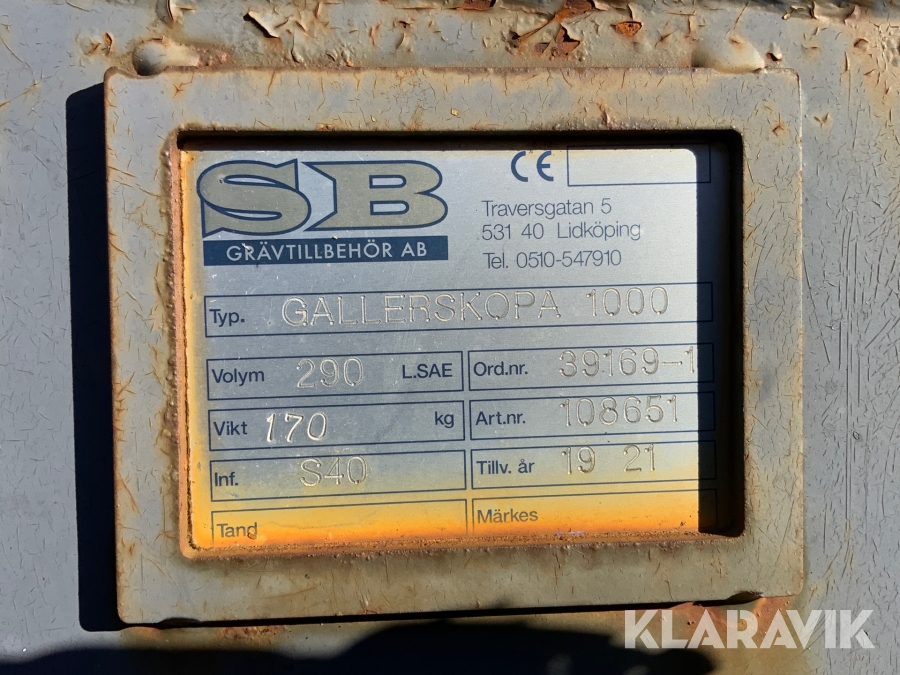 SB
GRÄVTILLBEHÖR AB
CE
Traversgatan 5
531 40 Lidköping
Tel. 0510-547910
Typ. GALLERSKOPA 1000
Volym 290 L.SAE Ord.nr. 39169-1
Vikt 170 kg Art.nr. 108651
Inf. S40 Tillv. år 19 21
Tand Märkes
KLARAVIK